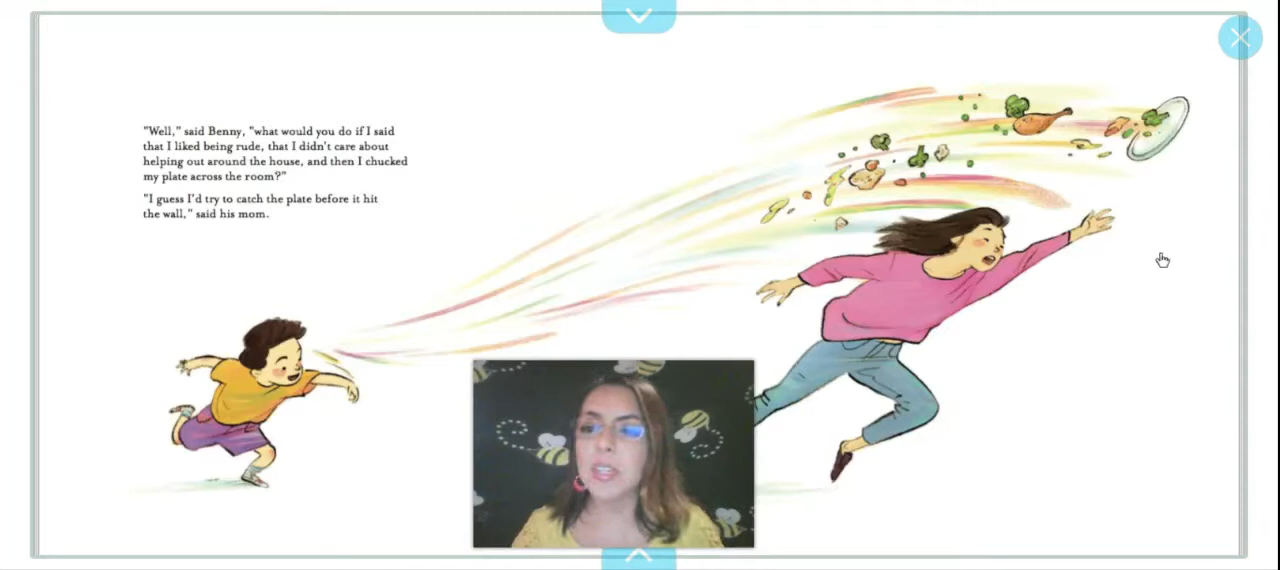 "Well," said Benny, "what would you do if I said
that I liked being rude, that I didn't care about
helping out around the house, and then I chucked
my plate across the room?"
"I guess I'd try to catch the plate before it hit
the wall," said his mom.